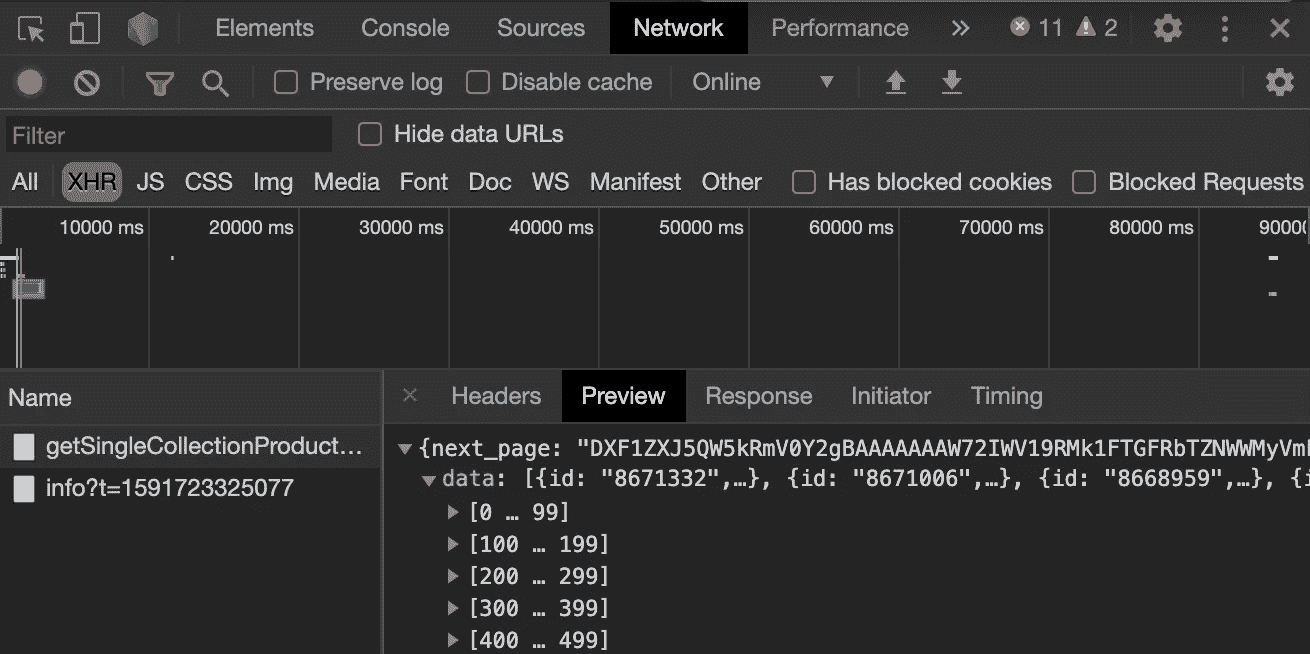 Elements Console Sources Network Performance » 11 2
Preserve log Disable cache Online
Filter Hide data URLs
All XHR JS CSS Img Media Font Doc WS Manifest Other Has blocked cookies Blocked Requests
10000 ms 20000 ms 30000 ms 40000 ms 50000 ms 60000 ms 70000 ms 80000 ms 9000
Name
Headers Preview Response Initiator Timing
getSingleCollectionProduct…
info?t=1591723325077
{next_page: "DXF1ZXJ5QW5kRmV0Y2gBAAAAAAAW72IWV19RMk1FTGFRbTZNWWMyVm
data: [{id: "8671332",…}, {id: "8671006",…}, {id: "8668959",…}, {i
[0 … 99]
[100 … 199]
[200 … 299]
[300 … 399]
[400 … 499]